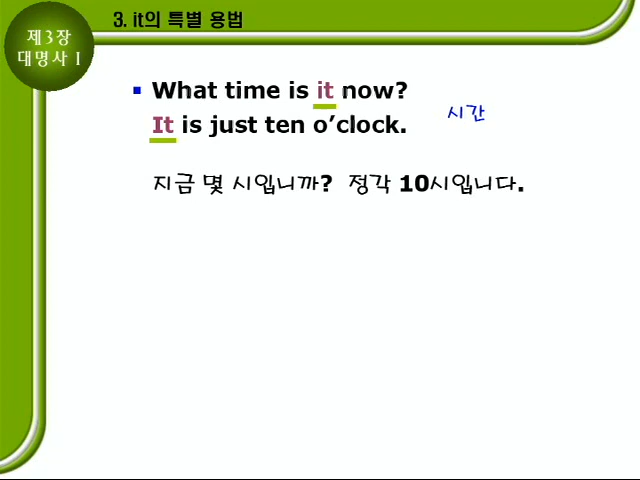 제3장
대명사 I
3. it의 특별 용법
▪ What time is it now?
시간
It is just ten o’clock.
지금 몇 시입니까? 정각 10시입니다.